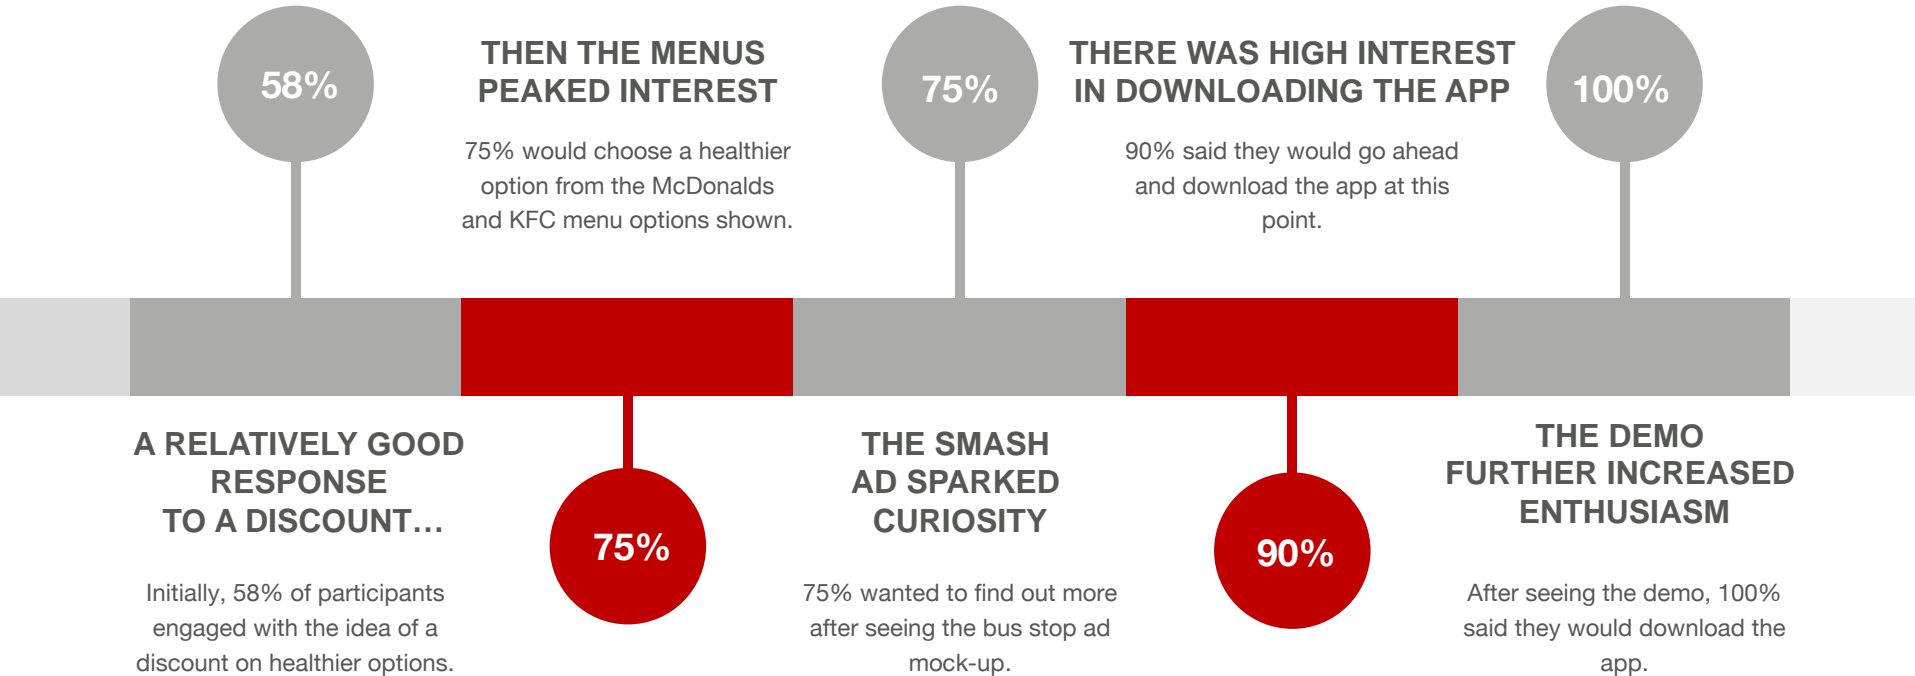 58%
A RELATIVELY GOOD
RESPONSE
TO A DISCOUNT…
Initially, 58% of participants
engaged with the idea of a
discount on healthier options.
THEN THE MENUS
PEAKED INTEREST
75% would choose a healthier
option from the McDonalds
and KFC menu options shown.
75%
75%
THE SMASH
AD SPARKED
CURIOSITY
75% wanted to find out more
after seeing the bus stop ad
mock-up.
THERE WAS HIGH INTEREST
IN DOWNLOADING THE APP
90% said they would go ahead
and download the app at this
point.
90%
100%
THE DEMO
FURTHER INCREASED
ENTHUSIASM
After seeing the demo, 100%
said they would download the
app.